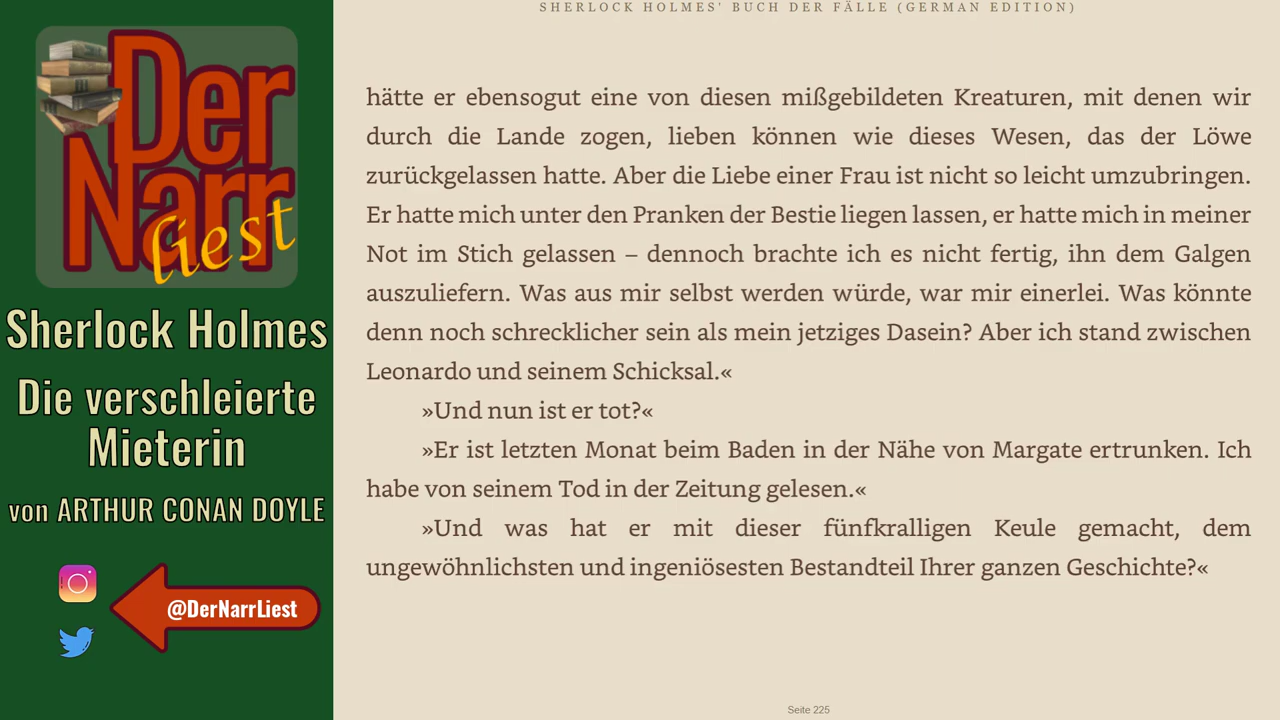 Der
Narr
liest
Sherlock Holmes
Die verschleierte
Mieterin
von ARTHUR CONAN DOYLE
@DerNarrLiest
SHERLOCK HOLMES' BUCH DER FÄLLE (GERMAN EDITION)
hätte er ebensogut eine von diesen mißgebildeten Kreaturen, mit denen wir
durch die Lande zogen, lieben können wie dieses Wesen, das der Löwe
zurückgelassen hatte. Aber die Liebe einer Frau ist nicht so leicht umzubringen.
Er hatte mich unter den Pranken der Bestie liegen lassen, er hatte mich in meiner
Not im Stich gelassen – dennoch brachte ich es nicht fertig, ihn dem Galgen
auszuliefern. Was aus mir selbst werden würde, war mir einerlei. Was könnte
denn noch schrecklicher sein als mein jetziges Dasein? Aber ich stand zwischen
Leonardo und seinem Schicksal.«
»Und nun ist er tot?«
»Er ist letzten Monat beim Baden in der Nähe von Margate ertrunken. Ich
habe von seinem Tod in der Zeitung gelesen.«
»Und was hat er mit dieser fünfkralligen Keule gemacht, dem
ungewöhnlichsten und ingeniösesten Bestandteil Ihrer ganzen Geschichte?«
Seite 225